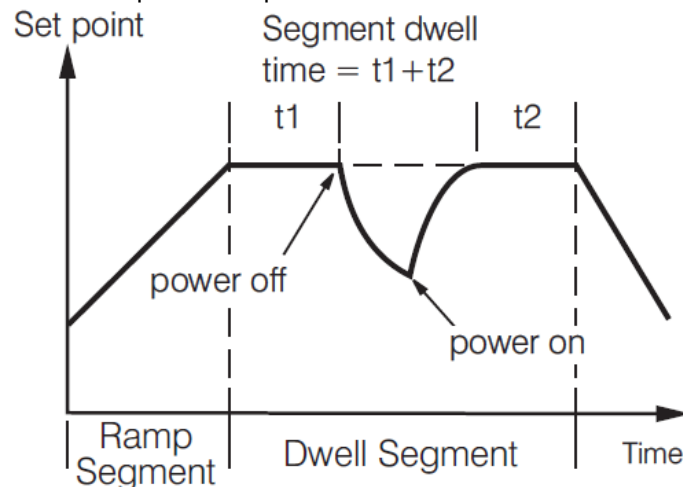 Set point
Segment dwell
time = t1+t2
t1
t2
power off
power on
Ramp
Segment
Dwell Segment
Time